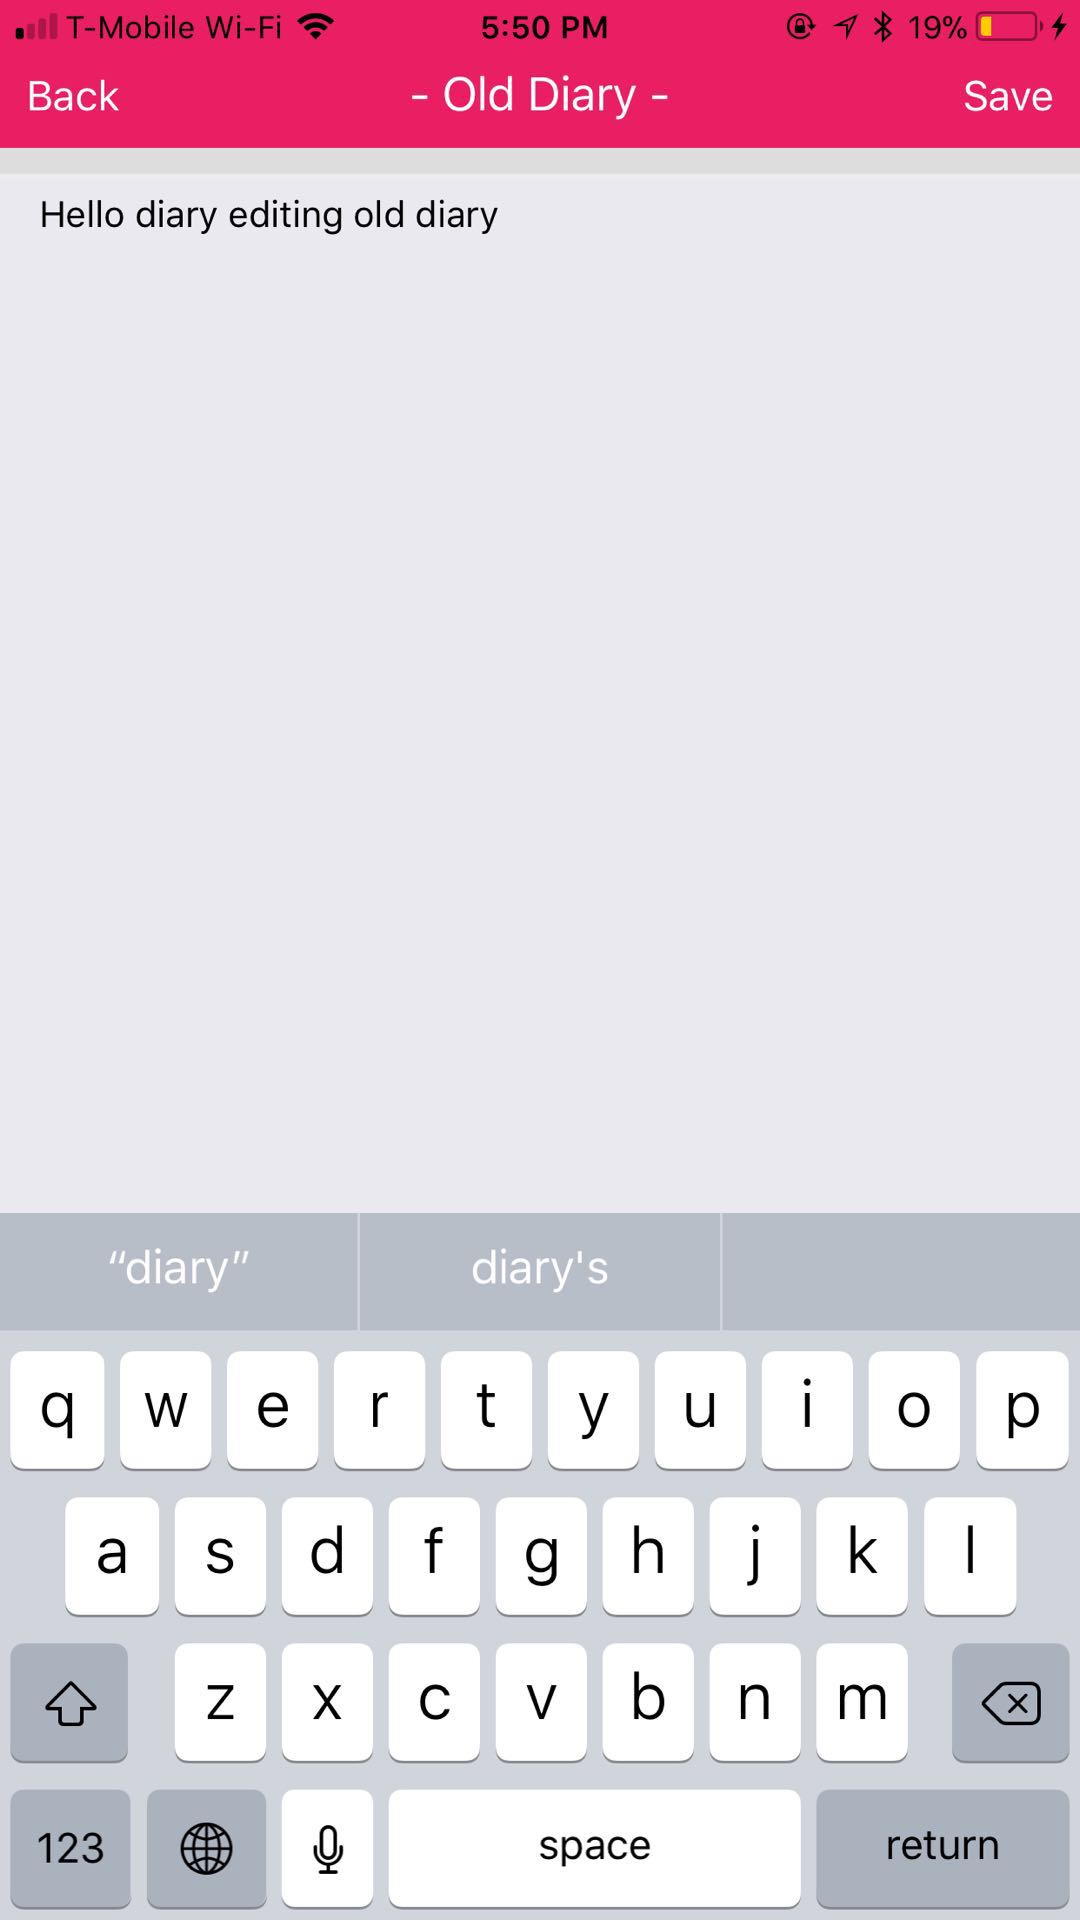 T-Mobile Wi-Fi 5:50 PM 19%
Back - Old Diary - Save
Hello diary editing old diary
“diary” diary's
q w e r t y u i o p
a s d f g h j k l
z x c v b n m
123 space return